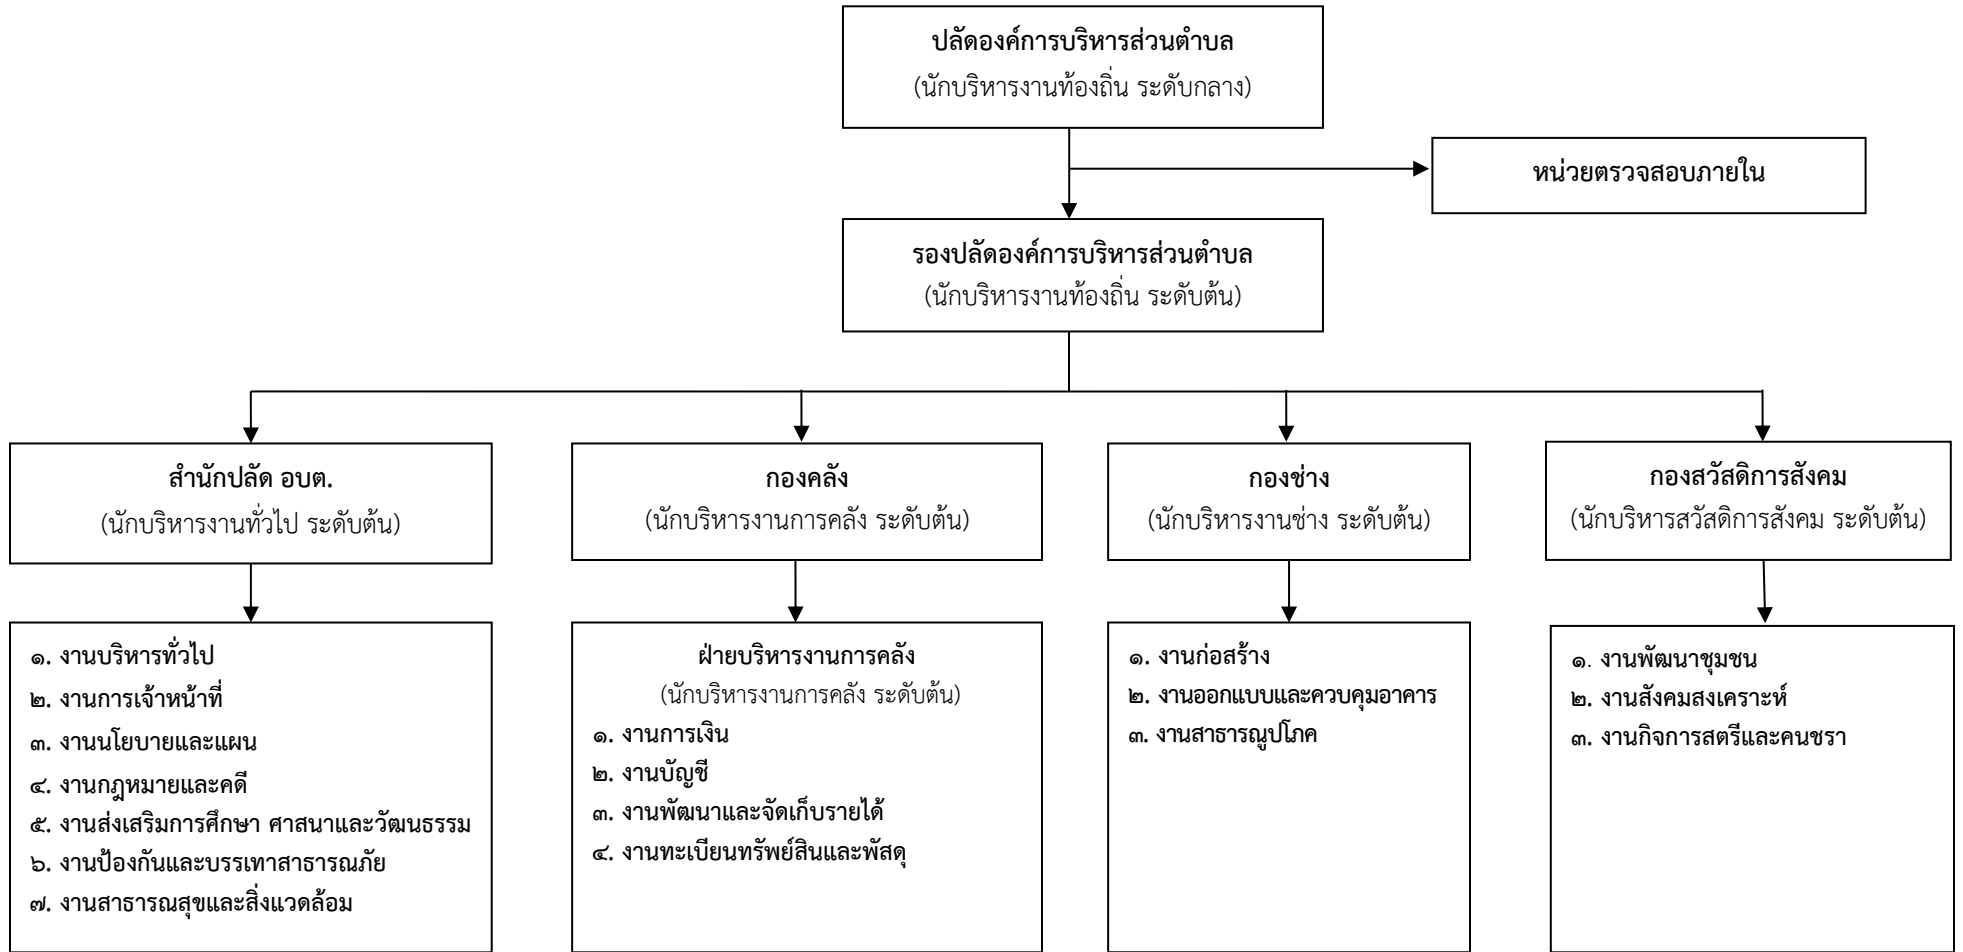 ปลัดองค์การบริหารส่วนตำบล
(นักบริหารงานท้องถิ่น ระดับกลาง)
หน่วยตรวจสอบภายใน
รองปลัดองค์การบริหารส่วนตำบล
(นักบริหารงานท้องถิ่น ระดับต้น)
สำนักปลัด อบต.
(นักบริหารงานทั่วไป ระดับต้น)
กองคลัง
(นักบริหารงานการคลัง ระดับต้น)
กองช่าง
(นักบริหารงานช่าง ระดับต้น)
กองสวัสดิการสังคม
(นักบริหารสวัสดิการสังคม ระดับต้น)
๑. งานบริหารทั่วไป
๒. งานการเจ้าหน้าที่
๓. งานนโยบายและแผน
๔. งานกฎหมายและคดี
๕. งานส่งเสริมการศึกษา ศาสนาและวัฒนธรรม
๖. งานป้องกันและบรรเทาสาธารณภัย
๗. งานสาธารณสุขและสิ่งแวดล้อม
ฝ่ายบริหารงานการคลัง
(นักบริหารงานการคลัง ระดับต้น)
๑. งานการเงิน
๒. งานบัญชี
๓. งานพัฒนาและจัดเก็บรายได้
๔. งานทะเบียนทรัพย์สินและพัสดุ
๑. งานก่อสร้าง
๒. งานออกแบบและควบคุมอาคาร
๓. งานสาธารณูปโภค
๑. งานพัฒนาชุมชน
๒. งานสังคมสงเคราะห์
๓. งานกิจการสตรีและคนชรา